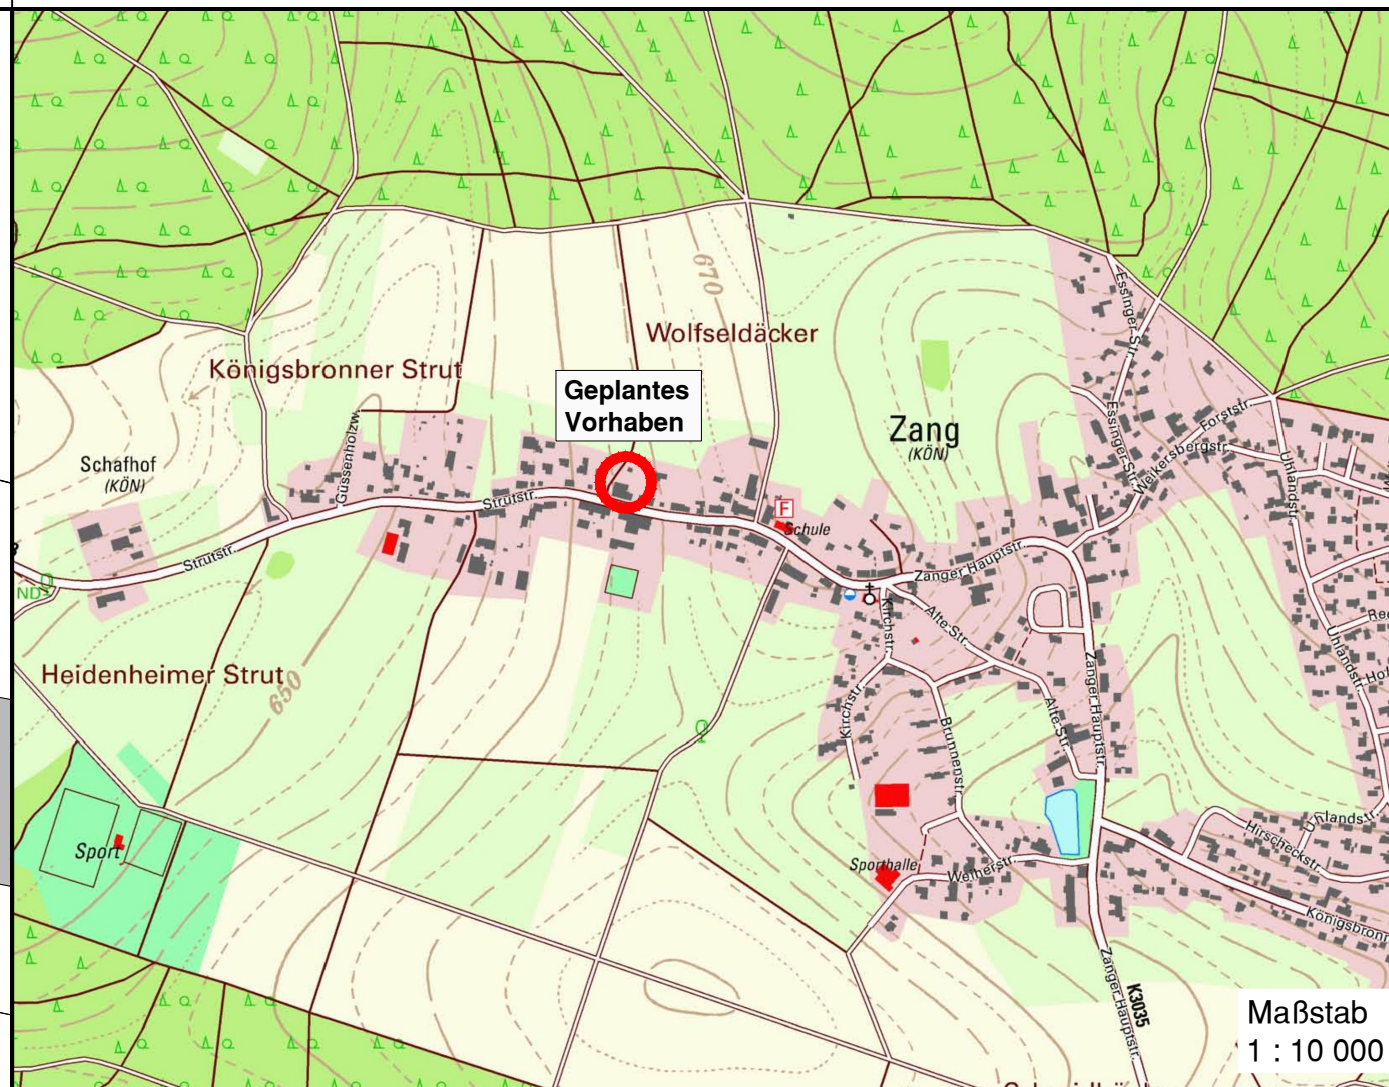 670
Wolfseldäcker
Königsbronner Strut
Geplantes
Vorhaben
Zang
(KÖN)
Schafhof
(KÖN)
Güssenholzw.
Strutstr.
Strutstr.
F
Schule
Essinger Str.
Essinger Str.
Forststr.
Weikersbergstr.
Uhlandstr.
Zanger Hauptstr.
ND
Kirchstr.
Alte Str.
Heidenheimer Strut
650
Kirchstr.
Brunnenstr.
Alte Str.
Zanger Hauptstr.
Uhlandstr.
Sport
Sporthalle
Weiherstr.
Uhlandstr.
Hirscheckstr.
Königsbronn
Zanger Hauptstr.
K3035
Maßstab
1 : 10 000